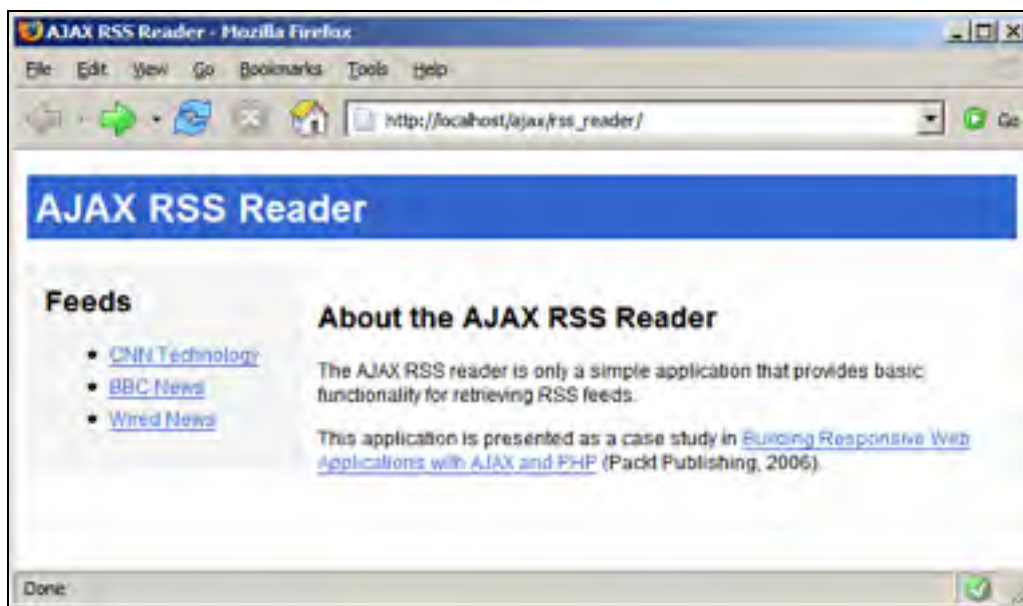 AJAX RSS Reader - Mozilla Firefox
File Edit View Go Bookmarks Tools Help
http://localhost/ajax/rss_reader/ Go
AJAX RSS Reader
Feeds
CNN Technology
BBC News
Wired News
About the AJAX RSS Reader
The AJAX RSS reader is only a simple application that provides basic
functionality for retrieving RSS feeds.
This application is presented as a case study in Building Responsive Web
Applications with AJAX and PHP (Packt Publishing, 2006).
Done